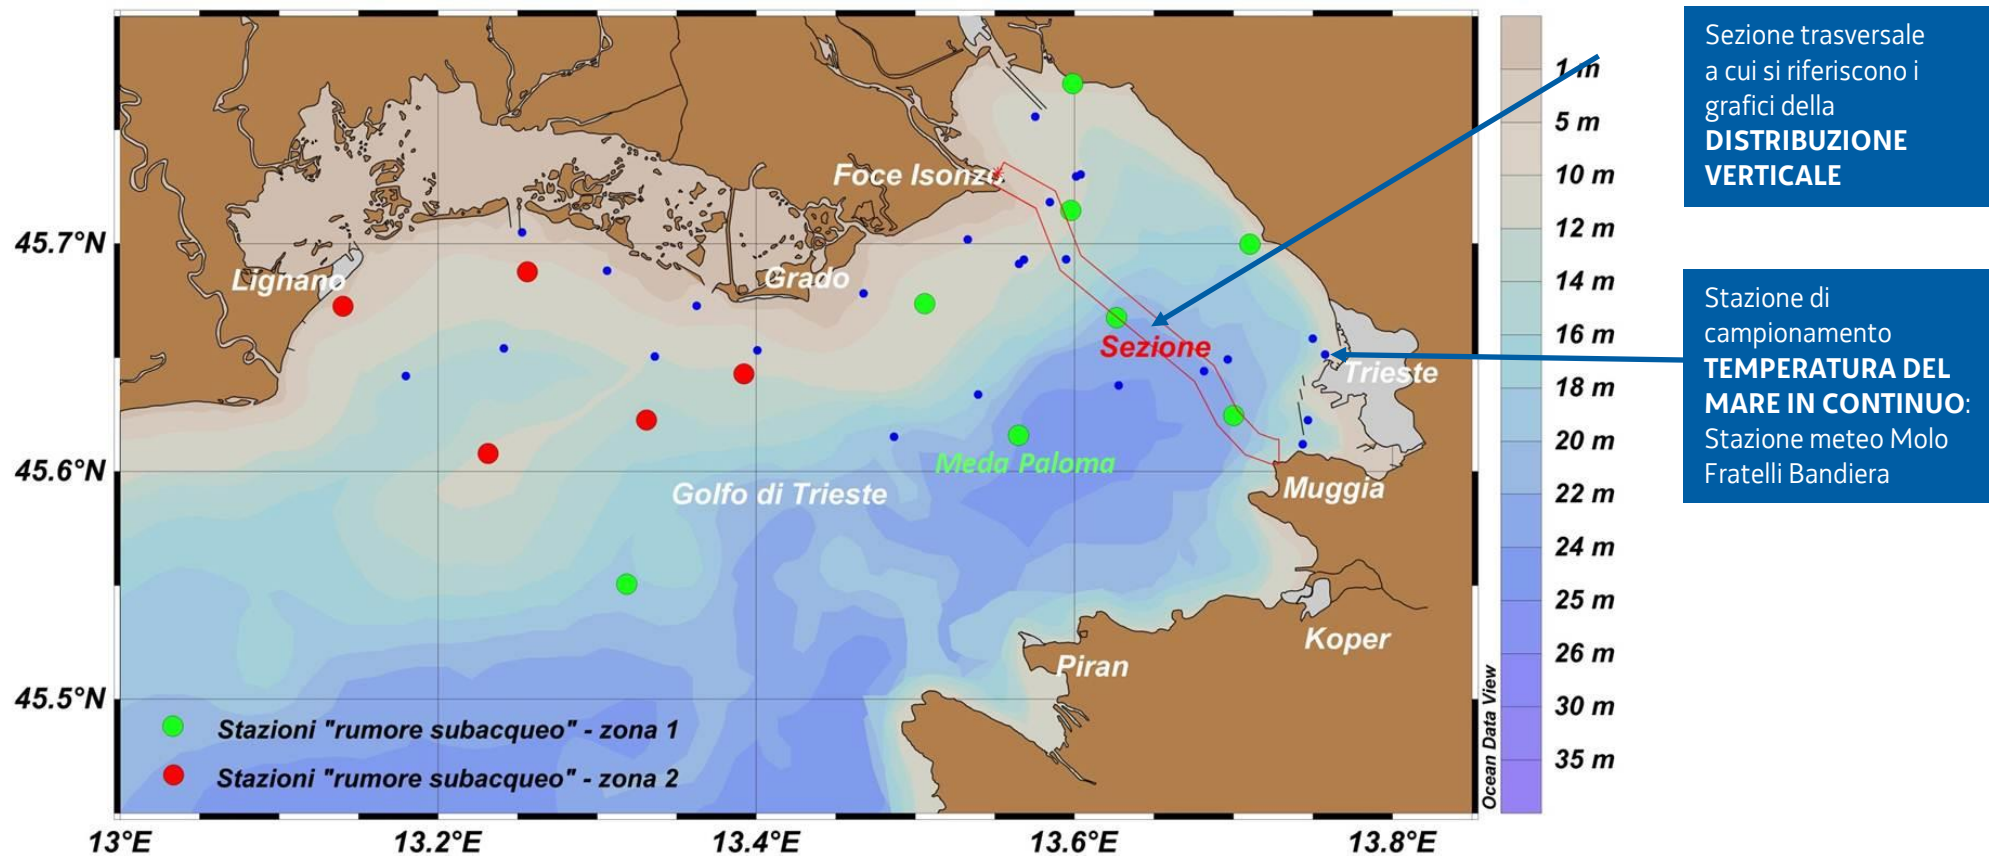 Sezione trasversale
a cui si riferiscono i
grafici della
DISTRIBUZIONE
VERTICALE
Stazione di
campionamento
TEMPERATURA DEL
MARE IN CONTINUO:
Stazione meteo Molo
Fratelli Bandiera
1 m
5 m
10 m
12 m
14 m
16 m
18 m
20 m
22 m
24 m
25 m
26 m
30 m
35 m
Ocean Data View
45.7°N
45.6°N
45.5°N
13°E
13.2°E
13.4°E
13.6°E
13.8°E
Foce Isonzo
Lignano
Grado
Sezione
Trieste
Meda Paloma
Golfo di Trieste
Muggia
Koper
Piran
Stazioni "rumore subacqueo" - zona 1
Stazioni "rumore subacqueo" - zona 2